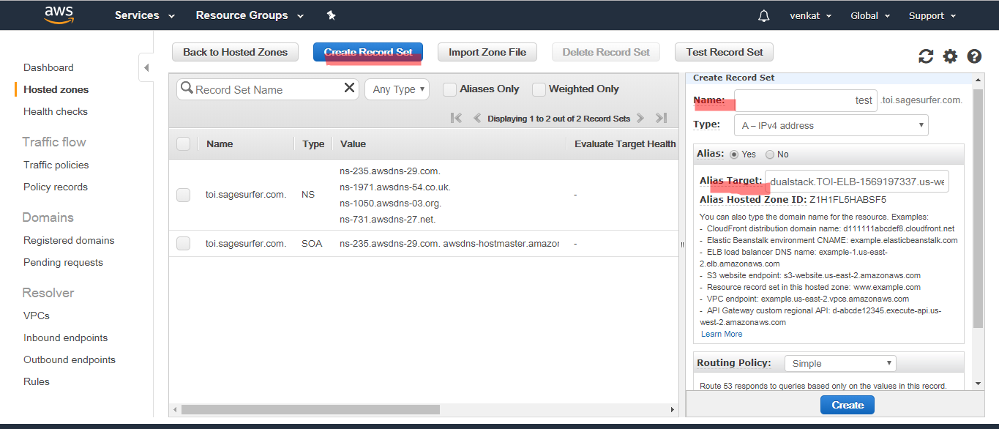 aws Services Resource Groups venkat Global Support
Back to Hosted Zones Create Record Set Import Zone File Delete Record Set Test Record Set
Dashboard
Hosted zones
Health checks
Traffic flow
Traffic policies
Policy records
Domains
Registered domains
Pending requests
Resolver
VPCs
Inbound endpoints
Outbound endpoints
Rules
Record Set Name Any Type Aliases Only Weighted Only
Displaying 1 to 2 out of 2 Record Sets
Name Type Value Evaluate Target Health
toi.sagesurfer.com. NS
ns-235.awsdns-29.com.
ns-1971.awsdns-54.co.uk.
ns-1050.awsdns-03.org.
ns-731.awsdns-27.net.
-
toi.sagesurfer.com. SOA ns-235.awsdns-29.com. awsdns-hostmaster.amazor -
Create Record Set
Name: test .toi.sagesurfer.com.
Type: A – IPv4 address
Alias: Yes No
Alias Target: dualstack.TOI-ELB-1569197337.us-we
Alias Hosted Zone ID: Z1H1FL5HABSF5
You can also type the domain name for the resource. Examples:
- CloudFront distribution domain name: d111111abcdef8.cloudfront.net
- Elastic Beanstalk environment CNAME: example.elasticbeanstalk.com
- ELB load balancer DNS name: example-1.us-east-
2.elb.amazonaws.com
- S3 website endpoint: s3-website.us-east-2.amazonaws.com
- Resource record set in this hosted zone: www.example.com
- VPC endpoint: example.us-east-2.vpce.amazonaws.com
- API Gateway custom regional API: d-abcde12345.execute-api.us-
west-2.amazonaws.com
Learn More
Routing Policy: Simple
Route 53 responds to queries based only on the values in this record.
Create